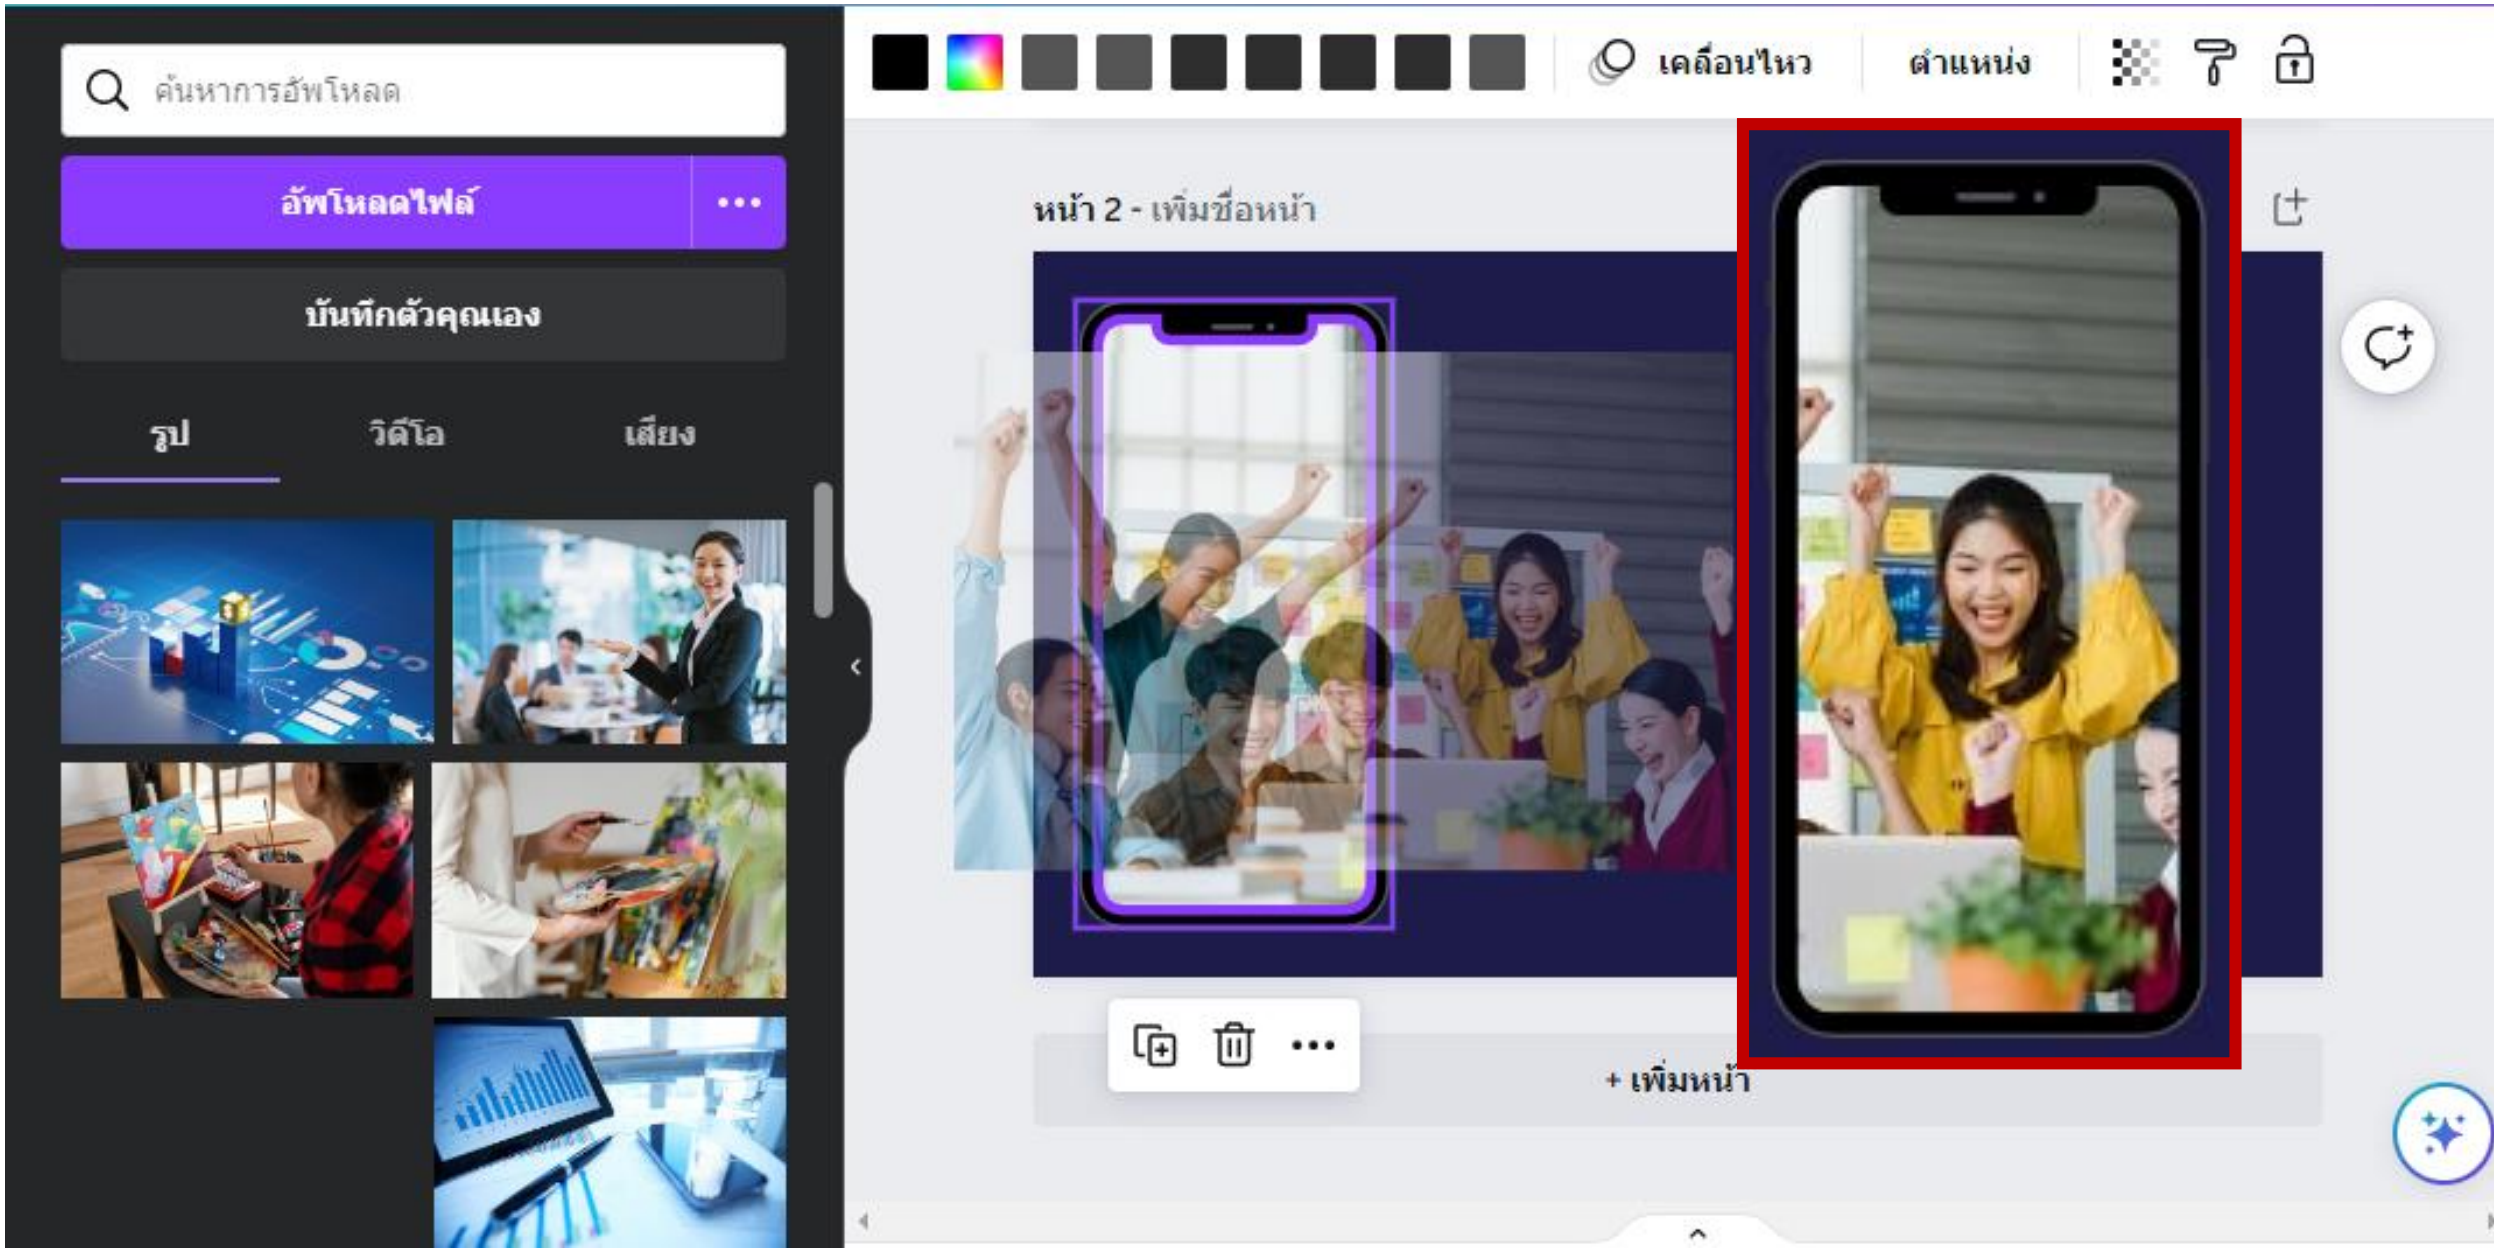 ค้นหาการอัพโหลด
อัพโหลดไฟล์
บันทึกตัวคุณเอง
รูป
วิดีโอ
เสียง
เคลื่อนไหว
ตำแหน่ง
หน้า 2 - เพิ่มชื่อหน้า
+ เพิ่มหน้า